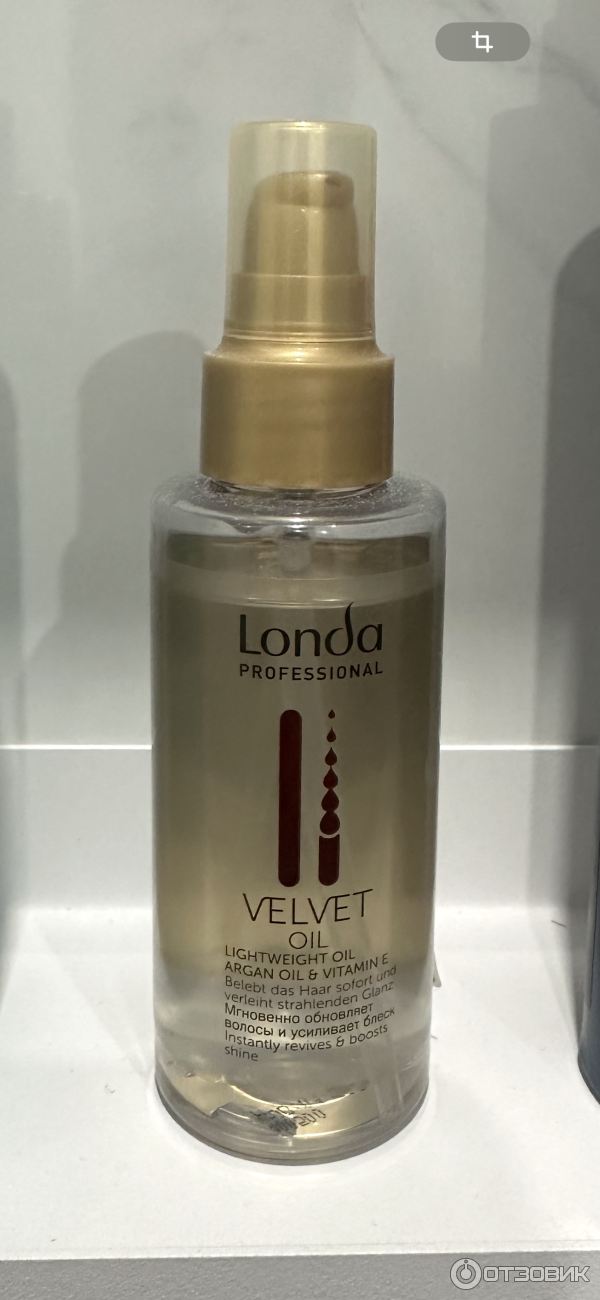 Londa
PROFESSIONAL
VELVET
OIL
LIGHTWEIGHT OIL
ARGAN OIL & VITAMIN E
Belebt das Haar sofort und
verleiht strahlenden Glanz
Мгновенно обновляет
волосы и усиливает блеск
Instantly revives & boosts
shine
ОТЗОВИК